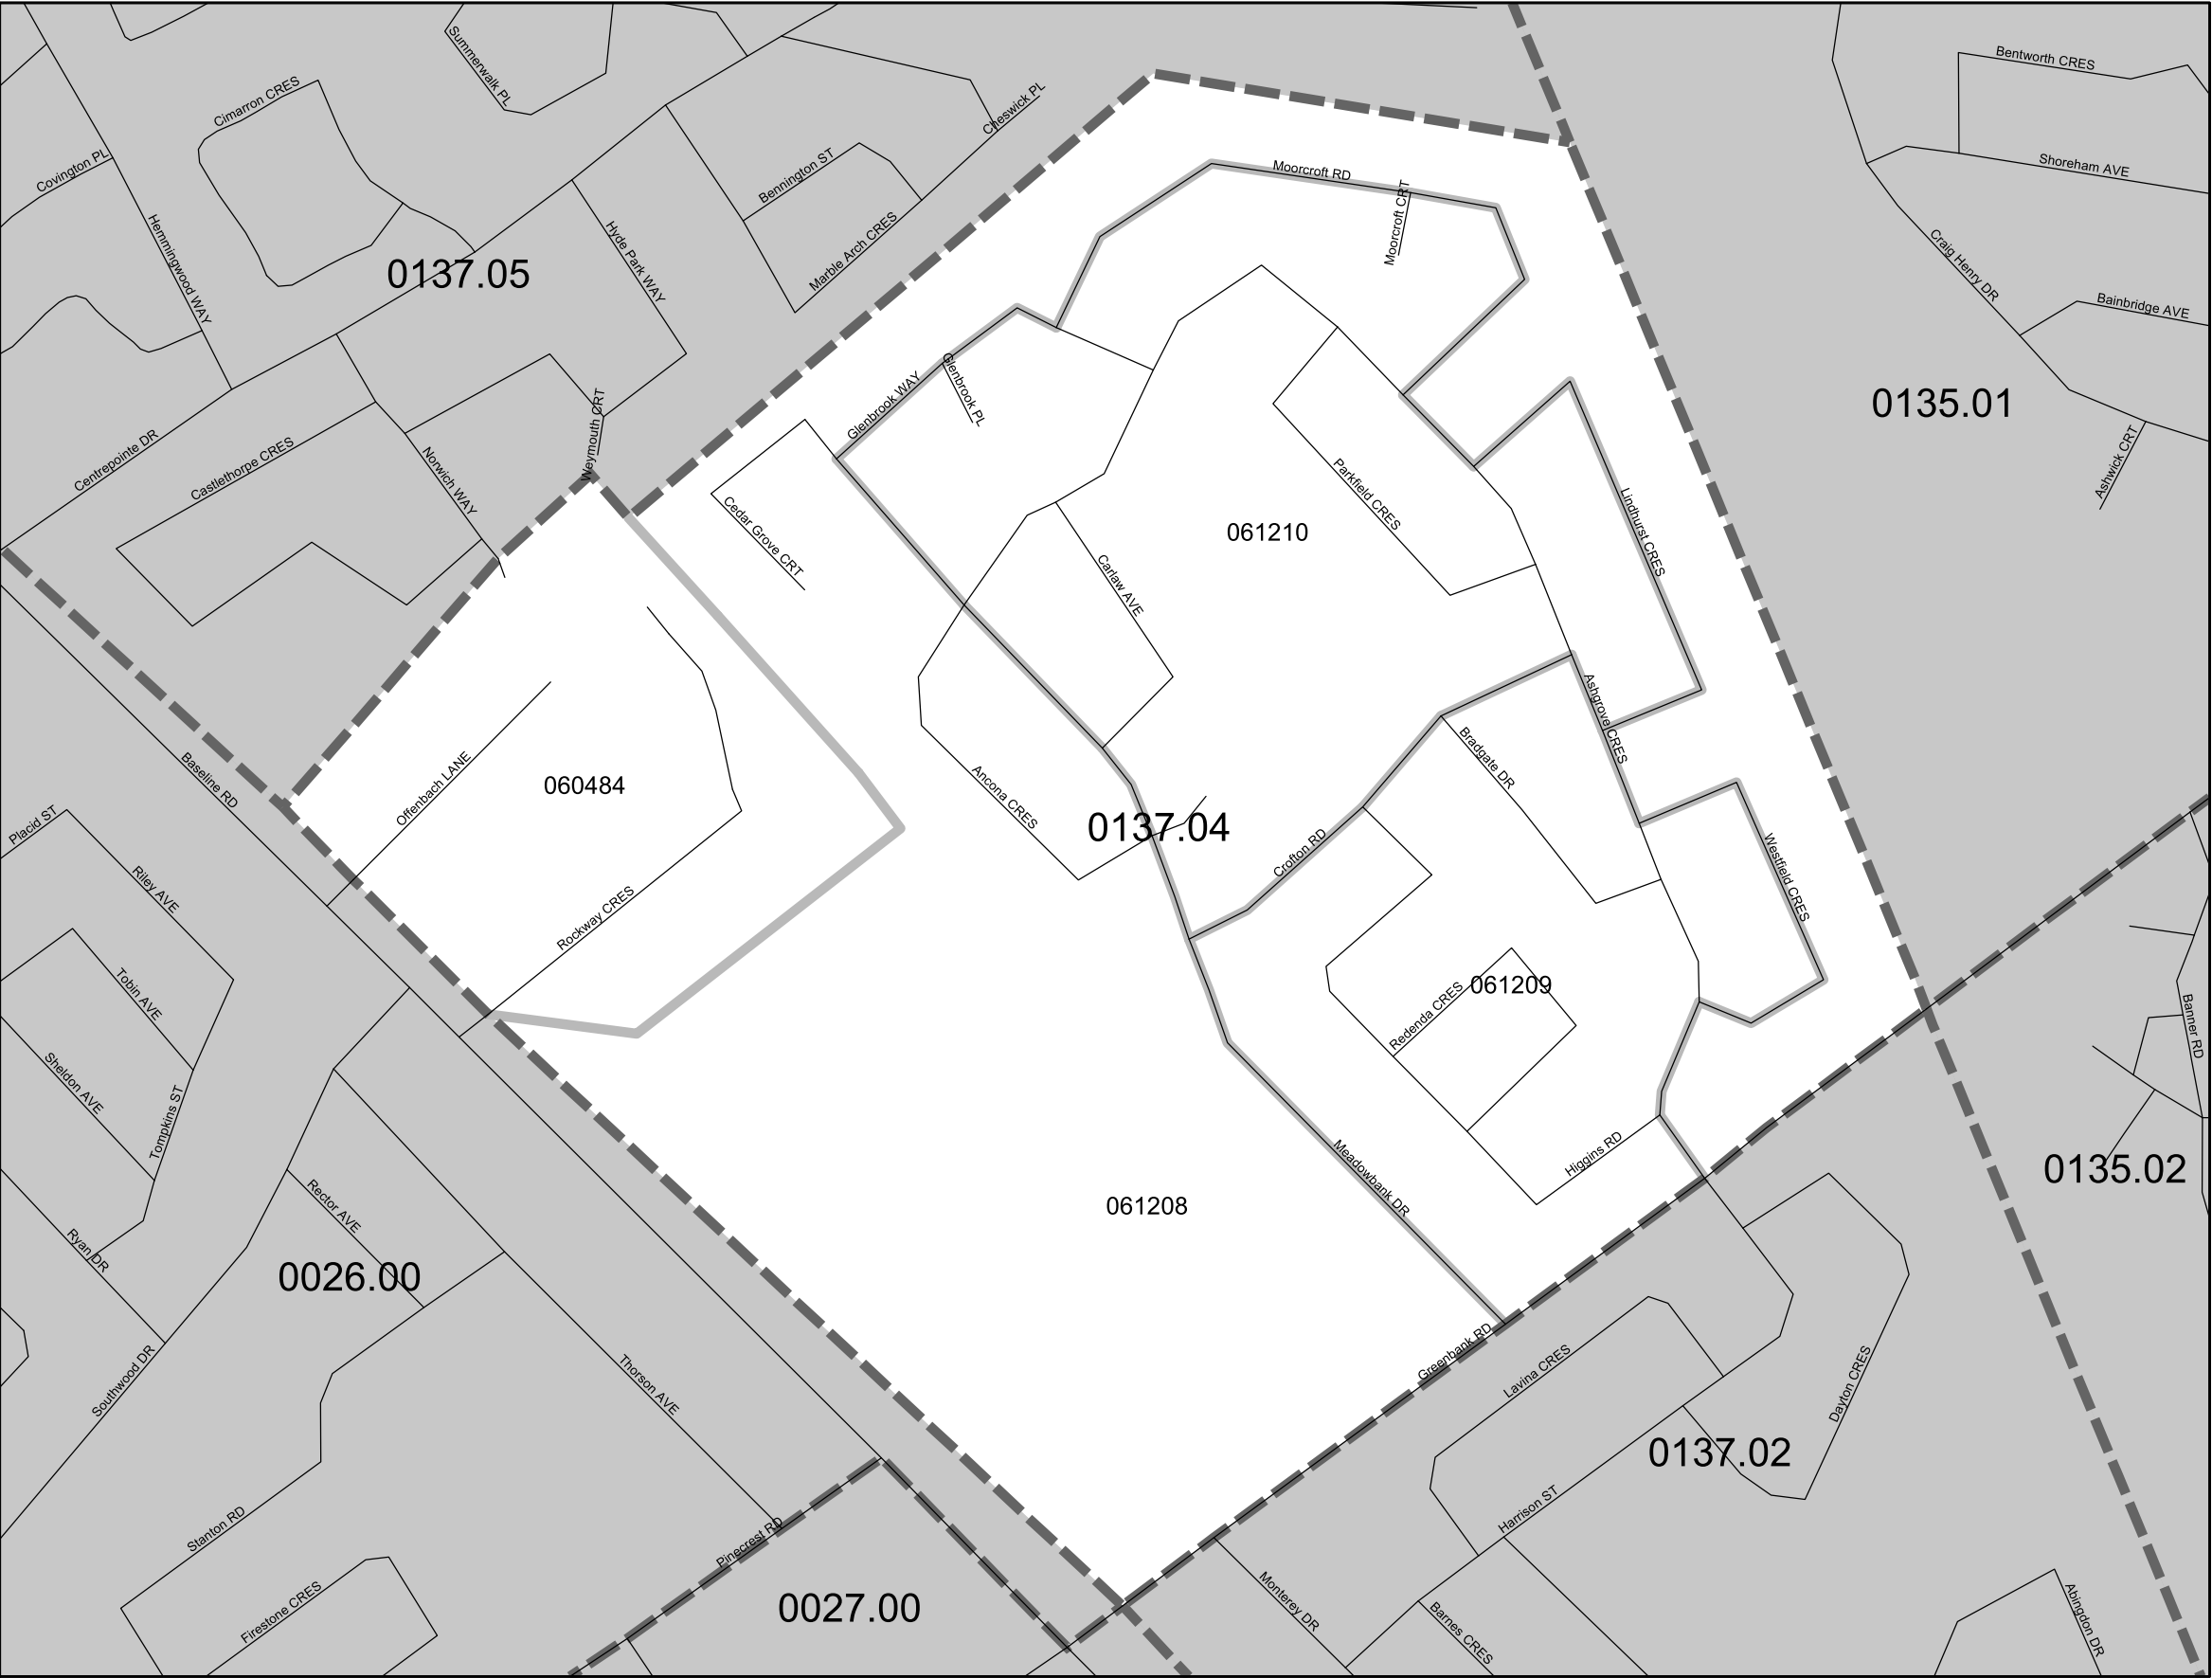 Summerwalk PL
Bentworth CRES
Cimarron CRES
Cheswick PL
Covington PL
Bennington ST
Moorcroft RD
Shoreham AVE
Moorcroft CRT
Hemmingwood WAY
Hyde Park WAY
Marble Arch CRES
Craig Henry DR
0137.05
Bainbridge AVE
Glenbrook PL
Glenbrook WAY
0135.01
Weymouth CRT
Centrepointe DR
Castlethorpe CRES
Norwich WAY
Parkfield CRES
Ashwick CRT
Cedar Grove CRT
Lindhurst CRES
061210
Carlaw AVE
Ashgrove CRES
Bradgate DR
Baseline RD
Offenbach LANE
060484
Ancona CRES
0137.04
Placid ST
Crofton RD
Westfield CRES
Riley AVE
Rockway CRES
Tobin AVE
061209
Redenda CRES
Banner RD
Sheldon AVE
Tompkins ST
Higgins RD
Meadowbank DR
0135.02
Rector AVE
061208
Ryan DR
0026.00
Greenbank RD
Southwood DR
Thorson AVE
Lavina CRES
Dayton CRES
0137.02
Stanton RD
Harrison ST
Pinecrest RD
Firestone CRES
0027.00
Monterey DR
Barnes CRES
Abingdon DR